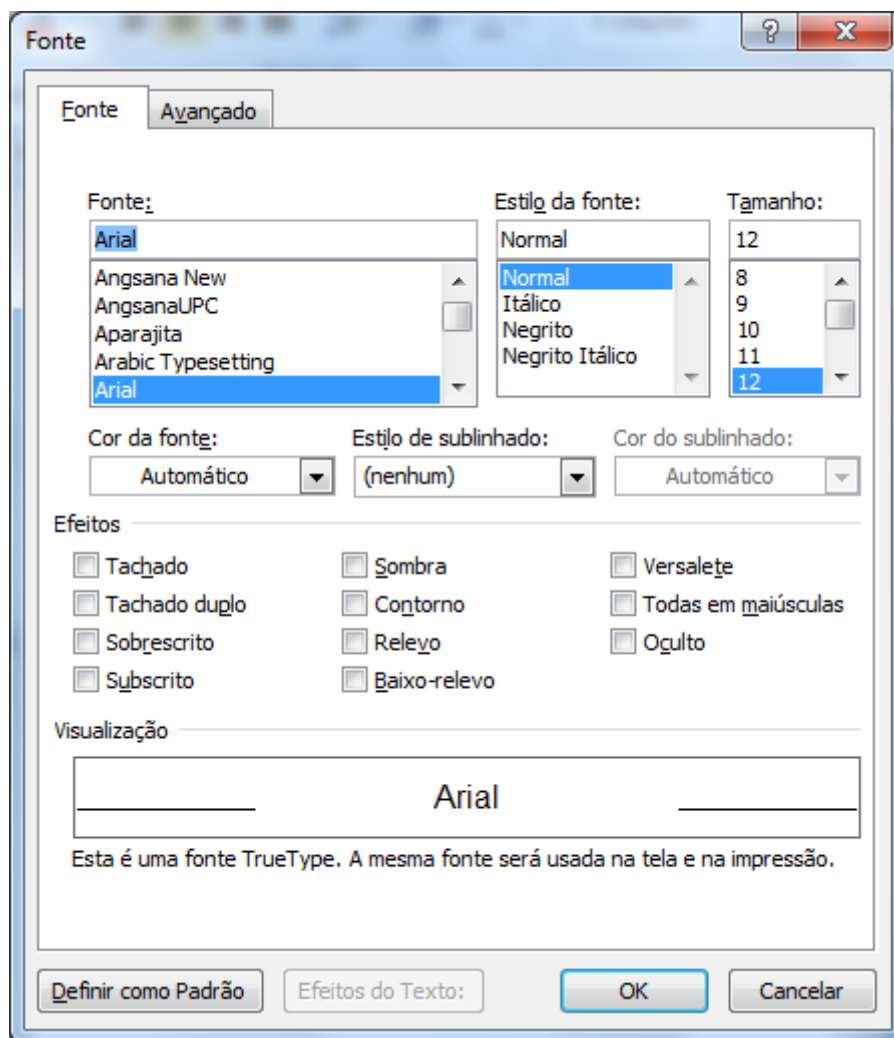 Fonte
Fonte Avançado
Fonte: Estilo da fonte: Tamanho:
Arial Normal 12
Angsana New Normal 8
AngsanaUPC Itálico 9
Aparajita Negrito 10
Arabic Typesetting Negrito Itálico 11
Arial 12
Cor da fonte: Estilo de sublinhado: Cor do sublinhado:
Automático (nenhum) Automático
Efeitos
Tachado Sombra Versalete
Tachado duplo Contorno Todas em maiúsculas
Sobrescrito Relevo Oculto
Subscrito Baixo-relevo
Visualização
Arial
Esta é uma fonte TrueType. A mesma fonte será usada na tela e na impressão.
Definir como Padrão Efeitos do Texto: OK Cancelar